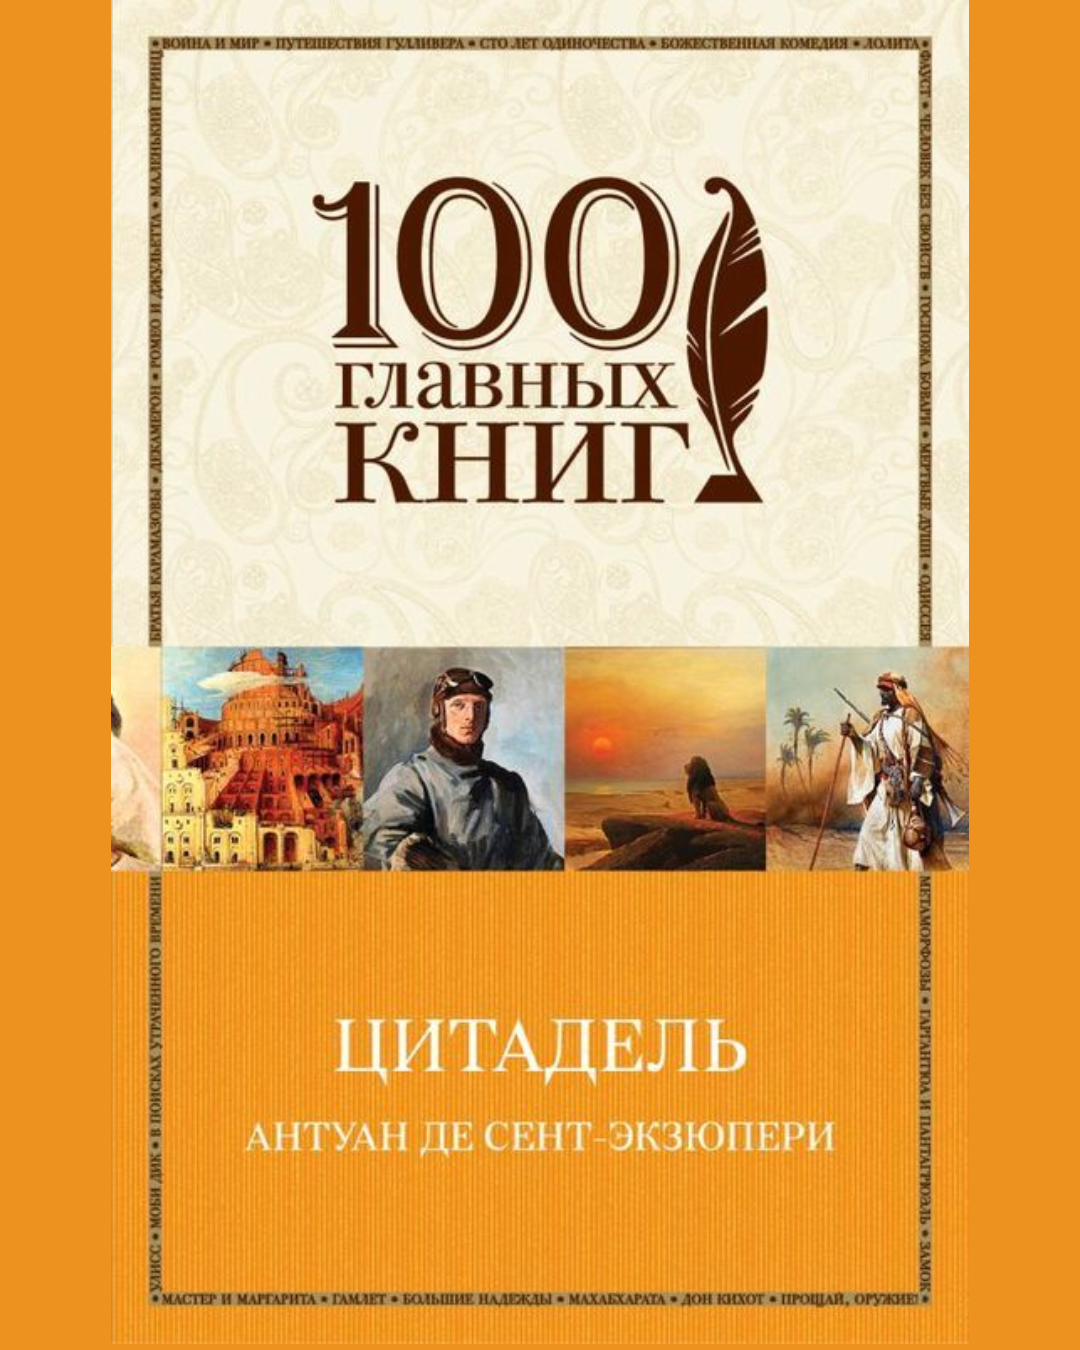 ВОЙНА И МИР • ПУТЕШЕСТВИЯ ГУЛЛИВЕРА • СТО ЛЕТ ОДИНОЧЕСТВА • БОЖЕСТВЕННАЯ КОМЕДИЯ • ЛОЛИТА
ФАУСТ • ЧЕЛОВЕК БЕЗ СВОЙСТВ • ГОСПОЖА БОВАРИ • МЕРТВЫЕ ДУШИ • ОДИССЕЯ
БРАТЬЯ КАРАМАЗОВЫ • ДЕКАМЕРОН • РОМЕО И ДЖУЛЬЕТТА • МАЛЕНЬКИЙ ПРИНЦ
100
главных
КНИГ
ЦИТАДЕЛЬ
АНТУАН ДЕ СЕНТ-ЭКЗЮПЕРИ
УЛИСС • МОБИ ДИК • В ПОИСКАХ УТРАЧЕННОГО ВРЕМЕНИ
МЕТАМОРФОЗЫ • ГАРГАНТЮА И ПАНТАГРЮЭЛЬ • ЗАМОК
МАСТЕР И МАРГАРИТА • ГАМЛЕТ • БОЛЬШИЕ НАДЕЖДЫ • МАХАБХАРАТА • ДОН КИХОТ • ПРОЩАЙ, ОРУЖИЕ!